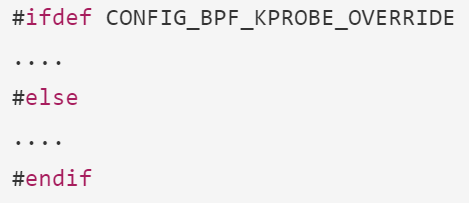 #ifdef CONFIG_BPF_KPROBE_OVERRIDE
....
#else
....
#endif